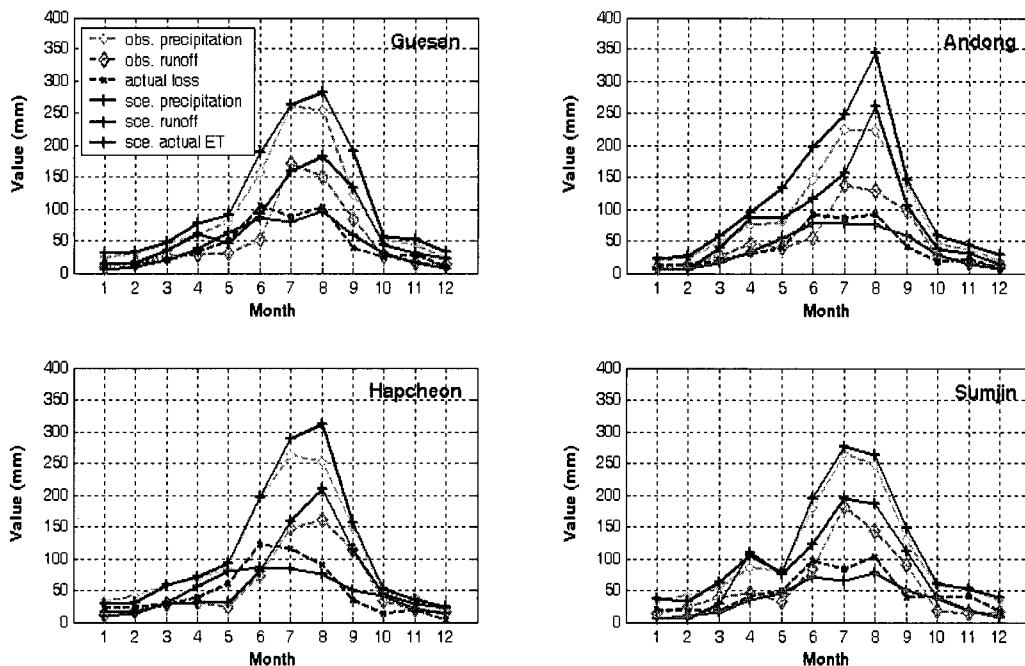 Guesan
obs. precipitation
obs. runoff
actual loss
sce. precipitation
sce. runoff
sce. actual ET
Value (mm)
400
350
300
250
200
150
100
50
0
1 2 3 4 5 6 7 8 9 10 11 12
Month
Andong
Value (mm)
400
350
300
250
200
150
100
50
0
1 2 3 4 5 6 7 8 9 10 11 12
Month
Hapcheon
Value (mm)
400
350
300
250
200
150
100
50
0
1 2 3 4 5 6 7 8 9 10 11 12
Month
Sumjin
Value (mm)
400
350
300
250
200
150
100
50
0
1 2 3 4 5 6 7 8 9 10 11 12
Month